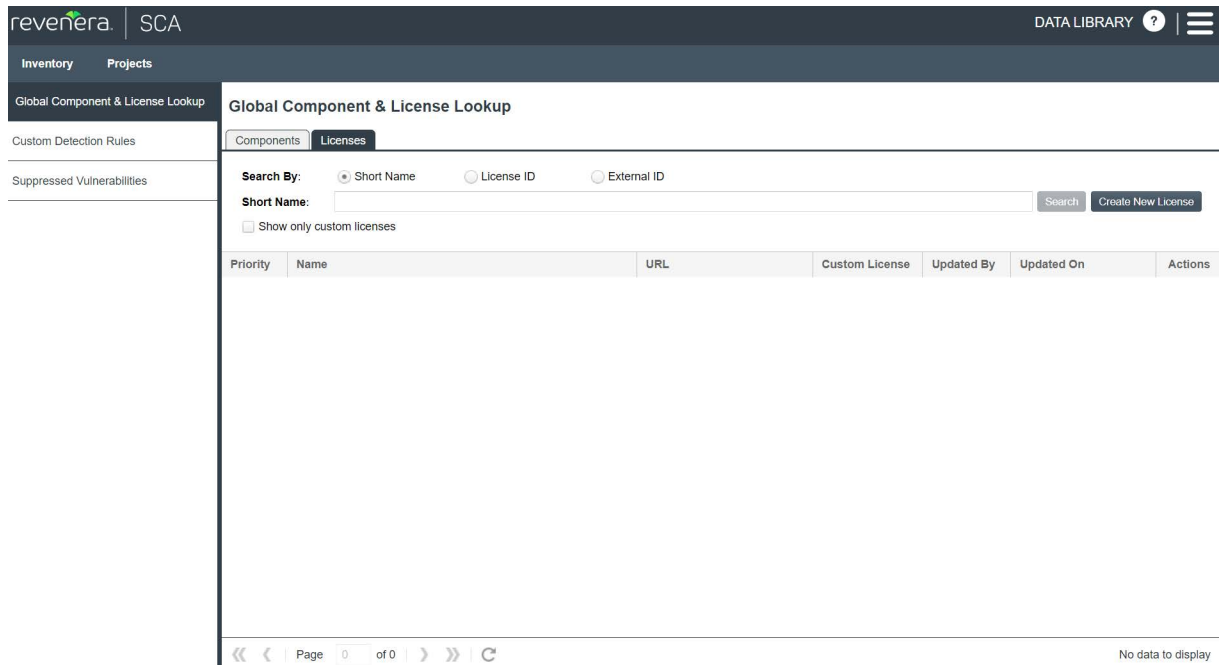 revenera. SCA DATA LIBRARY ?
Inventory Projects
Global Component & License Lookup
Custom Detection Rules
Suppressed Vulnerabilities
Global Component & License Lookup
Components Licenses
Search By: Short Name License ID External ID
Short Name: Search Create New License
Show only custom licenses
Priority Name URL Custom License Updated By Updated On Actions
Page 0 of 0 No data to display